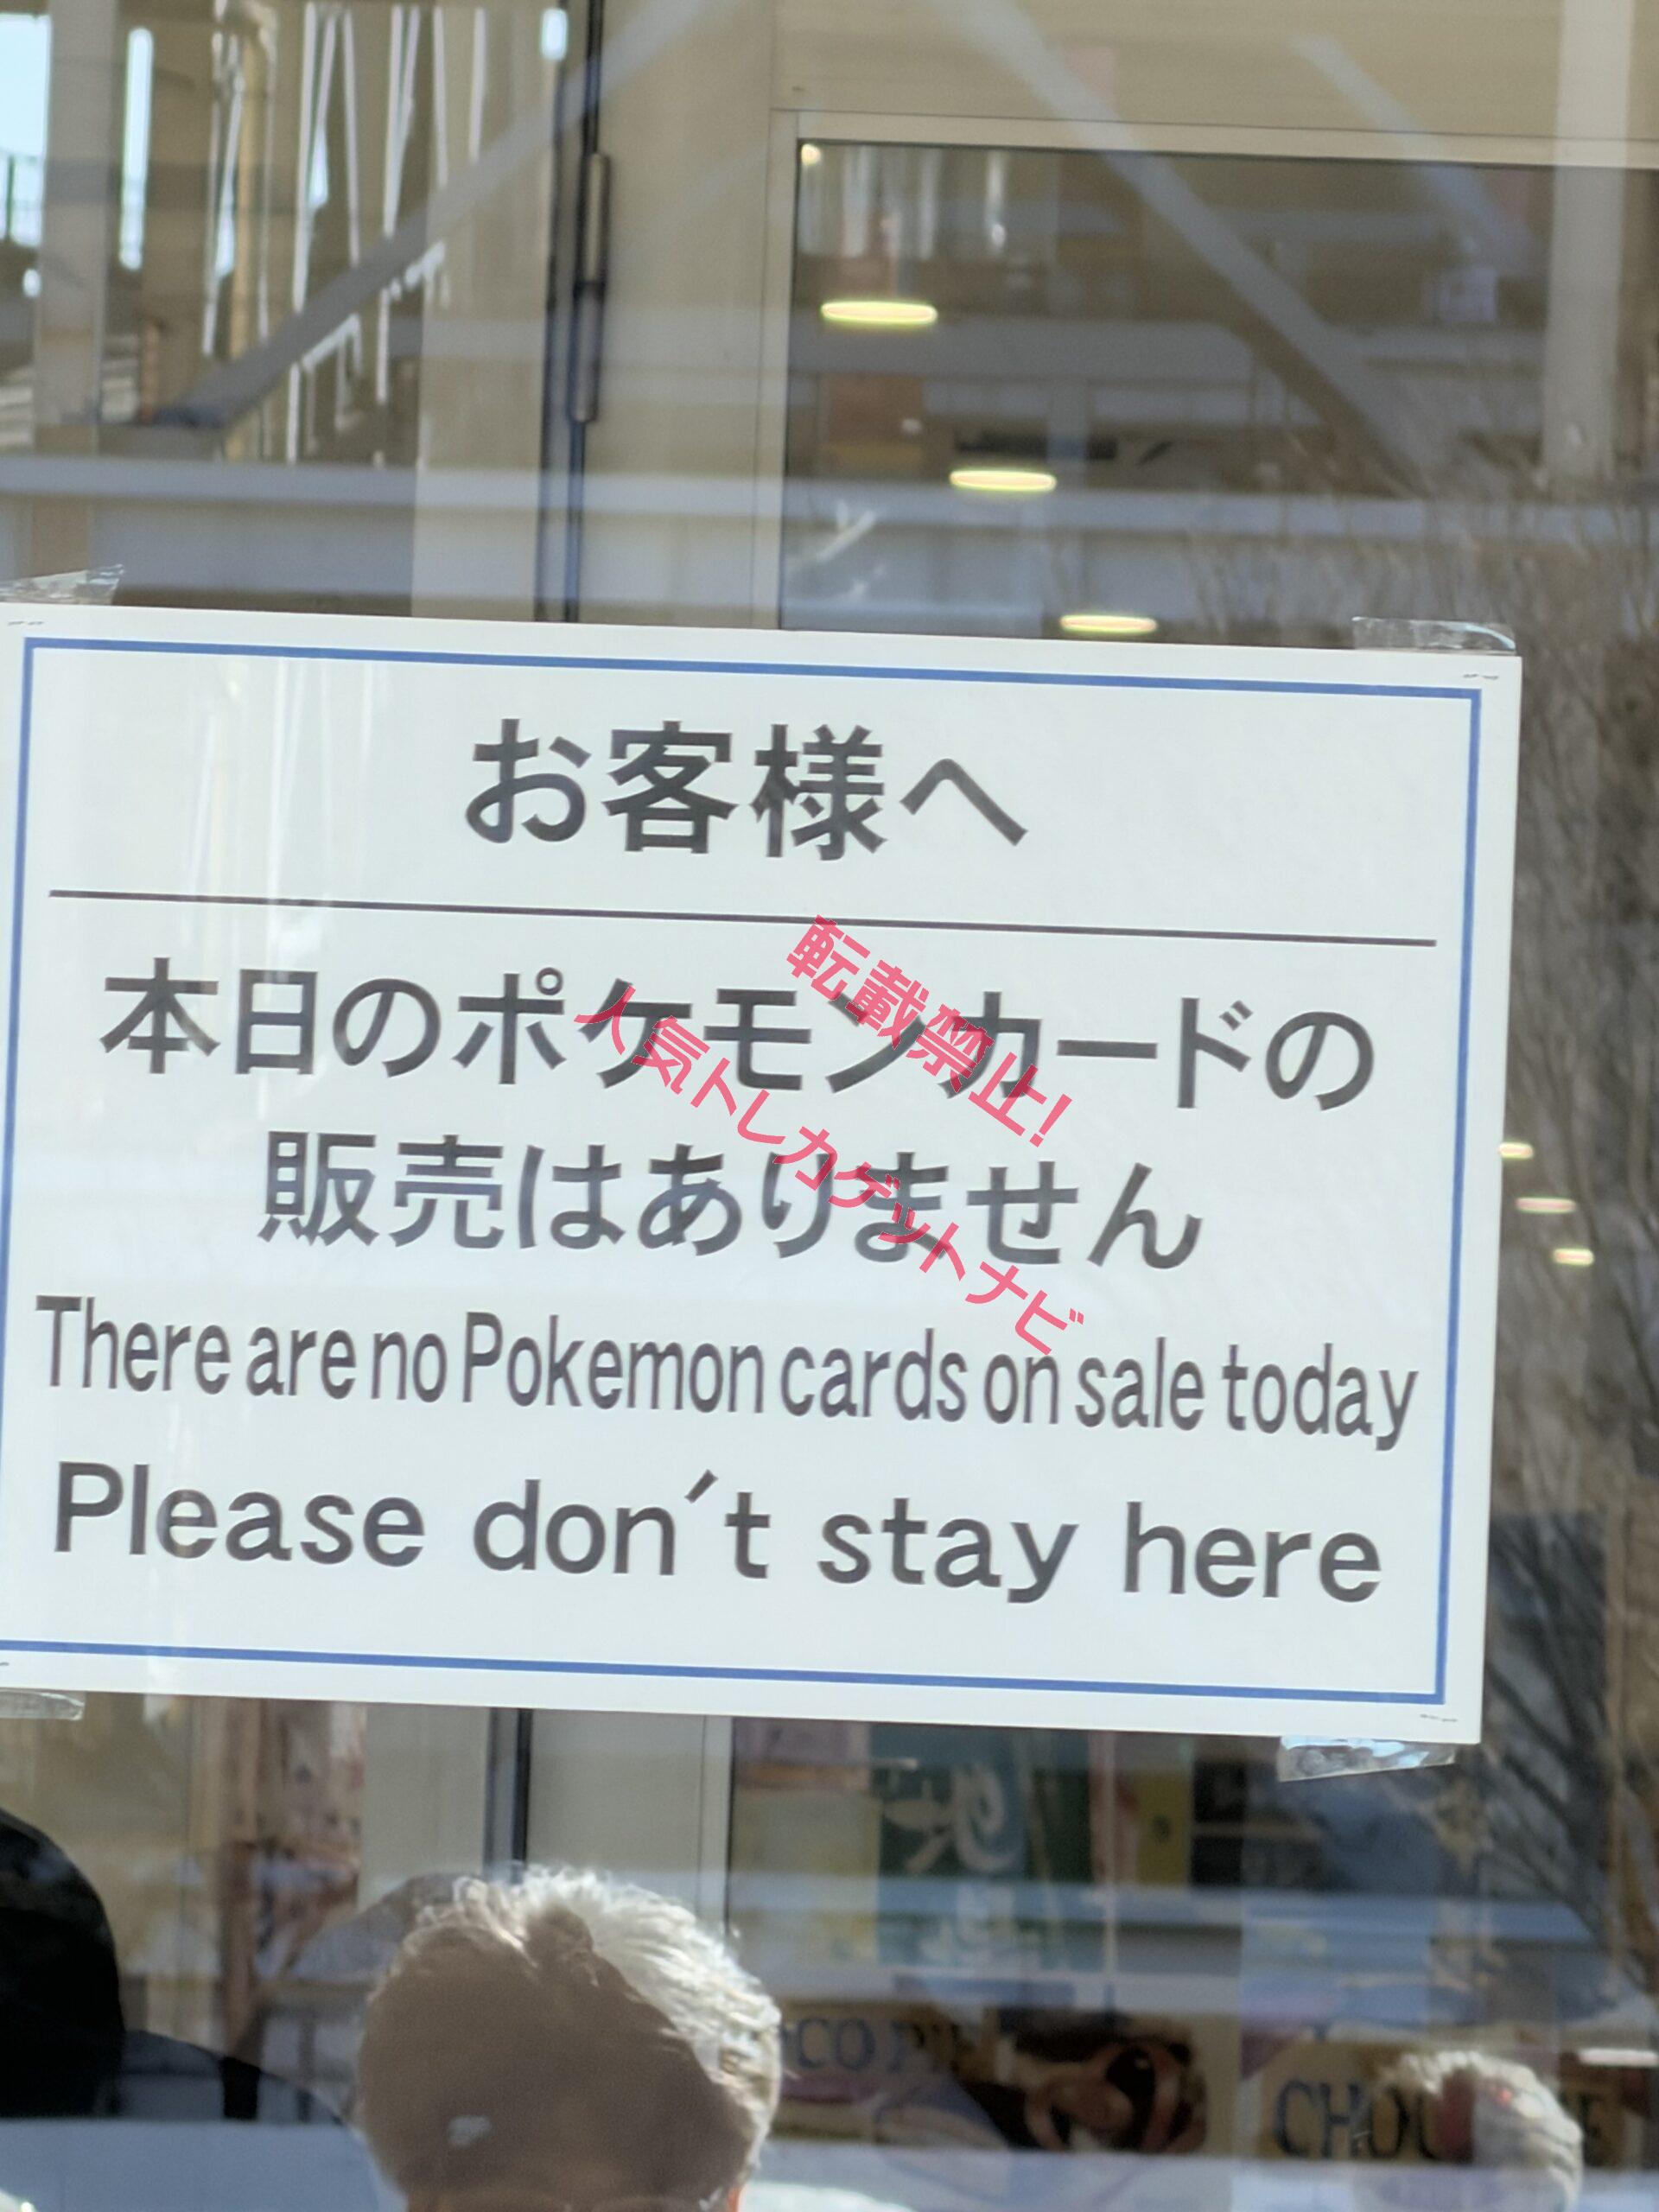 お客様へ
本日のポケモンカードの
販売はありません
There are no Pokemon cards on sale today
Please don't stay here
転載禁止!
人気トレカゲットナビ